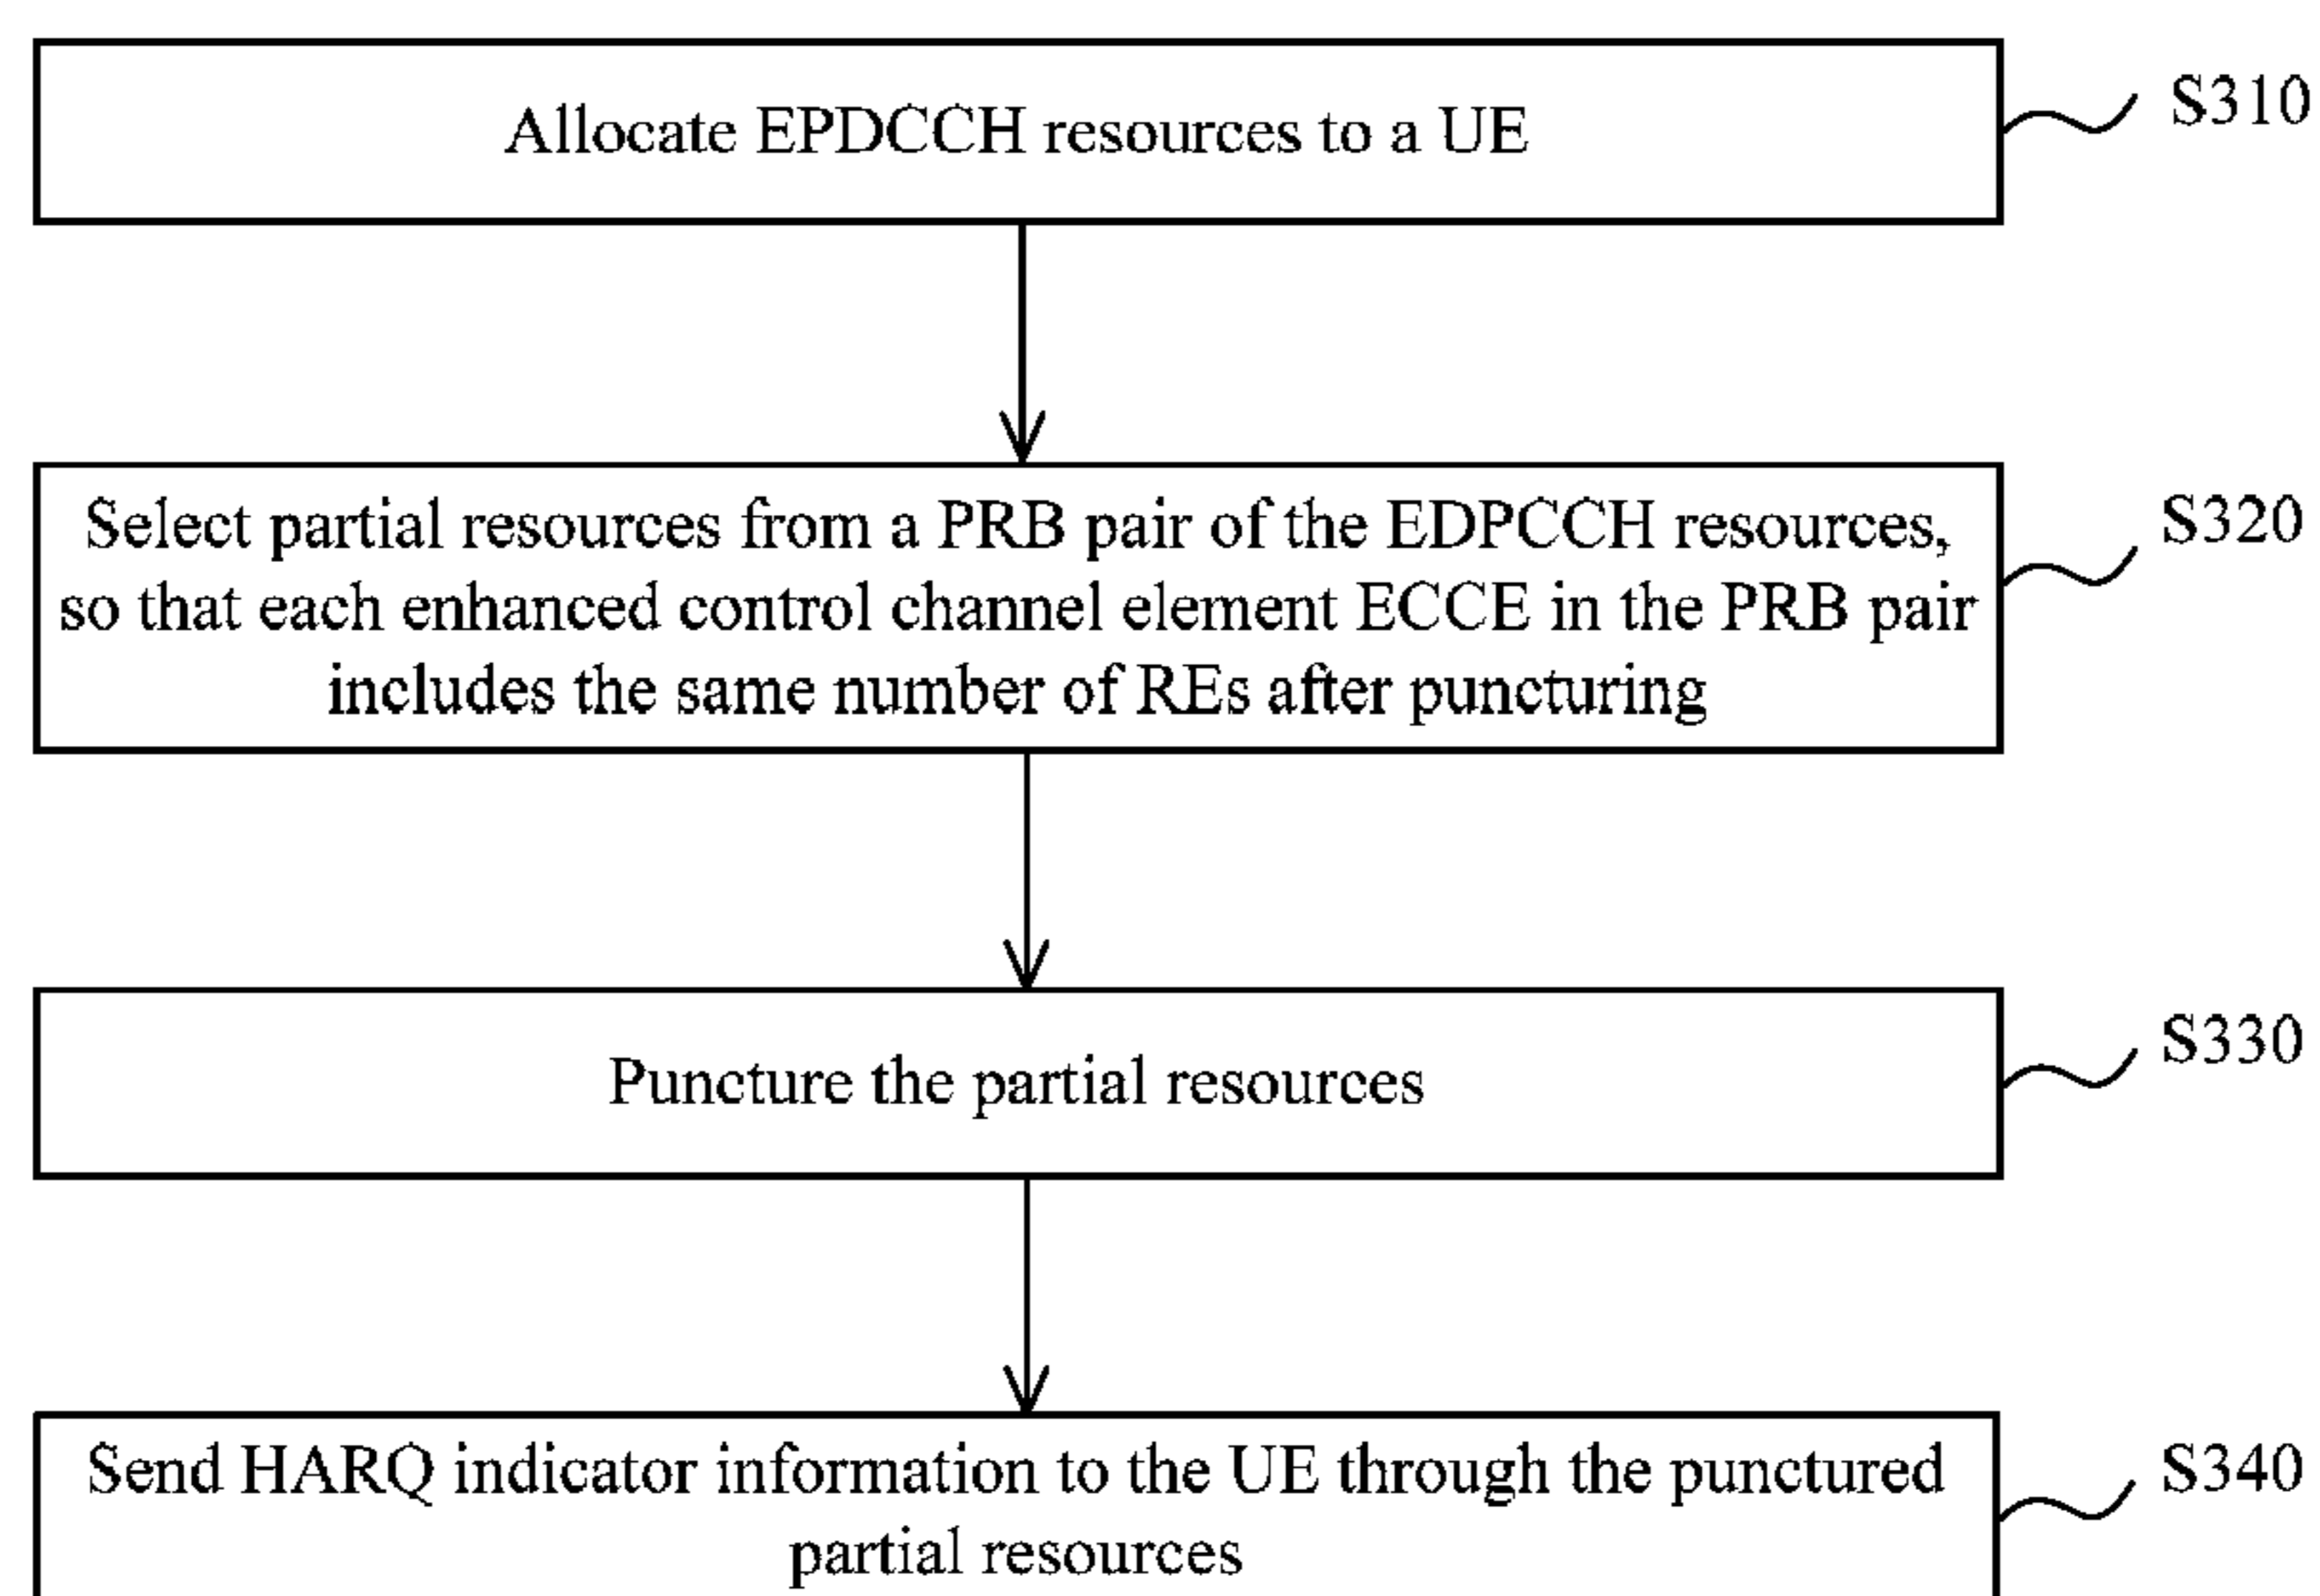 Allocate EPDCCH resources to a UE
S310
Select partial resources from a PRB pair of the EDPCCH resources,
so that each enhanced control channel element ECCE in the PRB pair
includes the same number of REs after puncturing
S320
Puncture the partial resources
S330
Send HARQ indicator information to the UE through the punctured
partial resources
S340